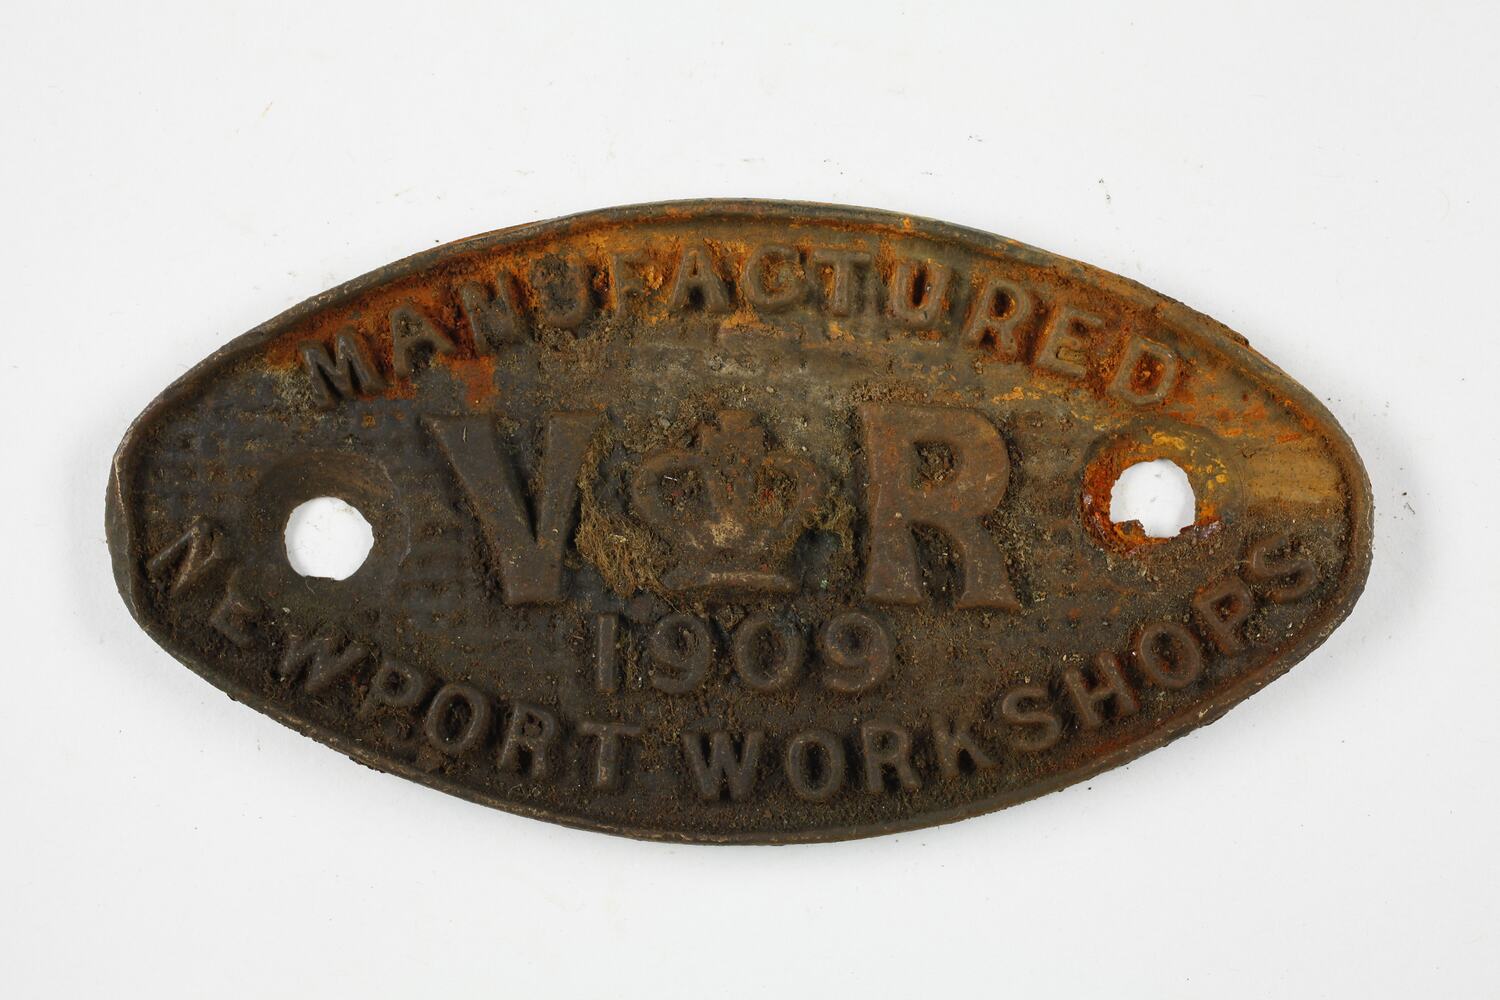 MANUFACTURED
V R
1909
NEWPORT WORKSHOPS